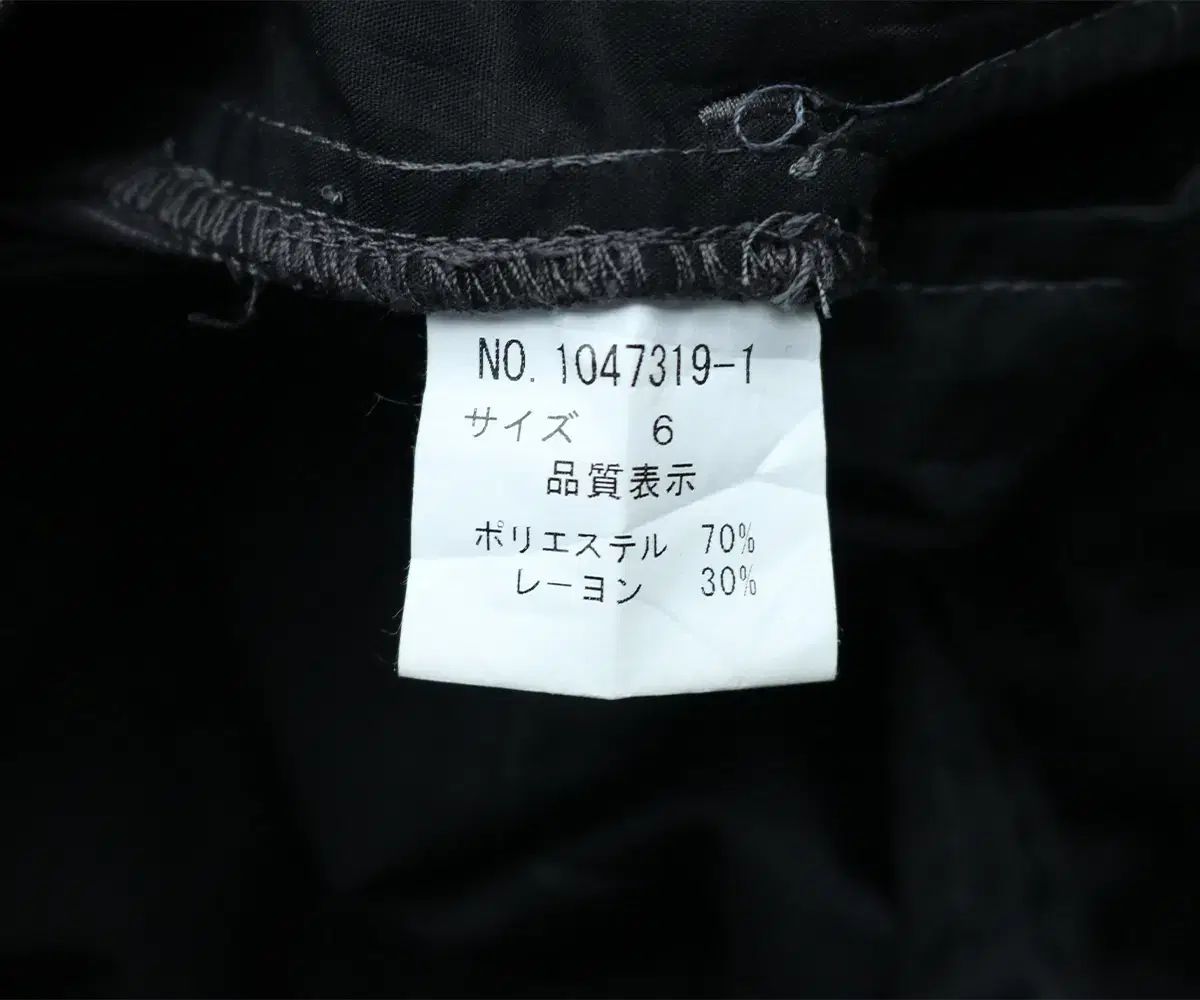 NO. 1047319-1
サイズ 6
品質表示
ポリエステル 70%
レーヨン 30%